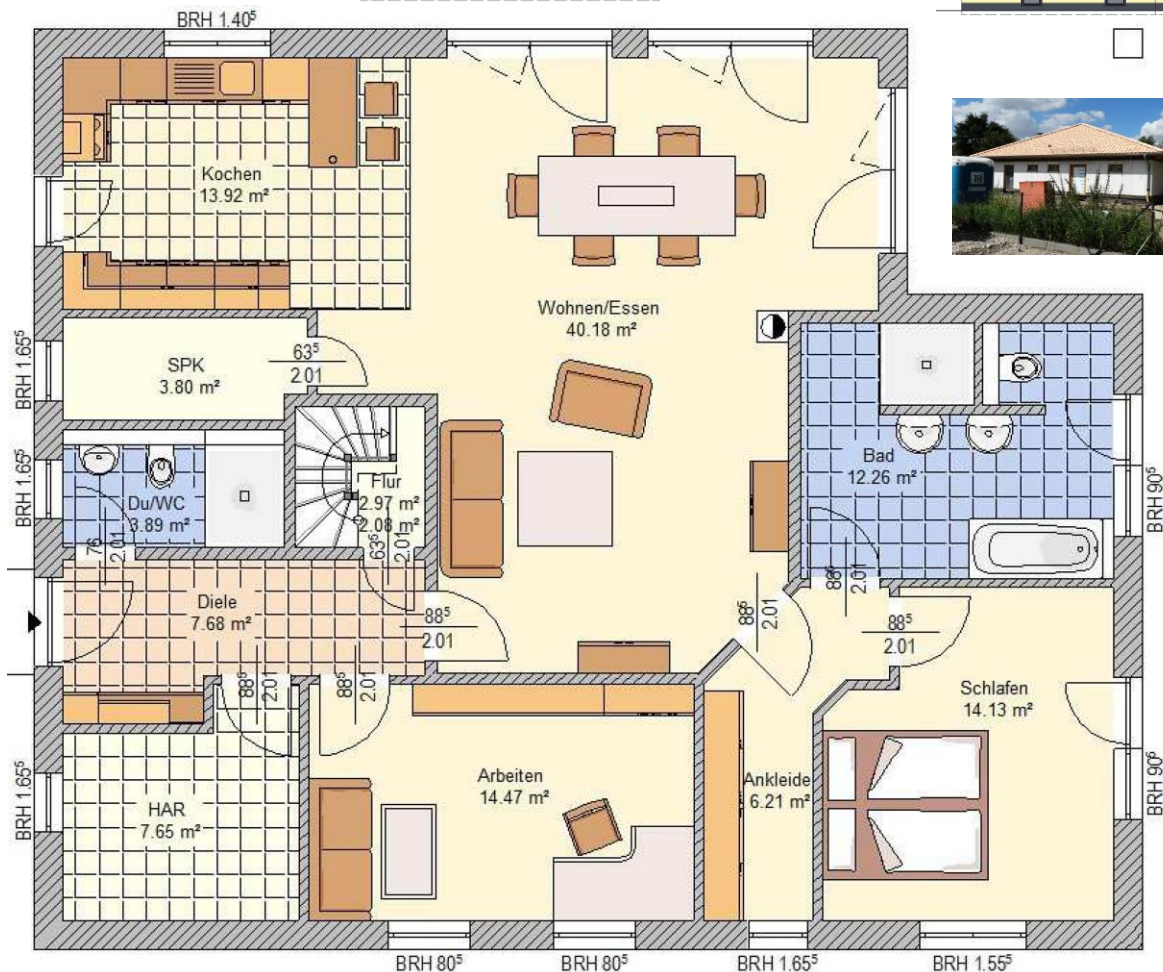 BRH 1.40⁵
Kochen
13.92 m²
Wohnen/Essen
40.18 m²
BRH 1.65⁵
SPK
3.80 m²
63⁵
2.01
BRH 1.65⁵
Du/WC
3.89 m²
76
2.01
Flur
2.97 m²
2.08 m²
63⁵
2.01
Bad
12.26 m²
BRH 90⁵
88⁵
2.01
Diele
7.68 m²
88⁵
2.01
88⁵
2.01
88⁵
2.01
88⁵
2.01
88⁵
2.01
Schlafen
14.13 m²
BRH 90⁵
BRH 1.65⁵
HAR
7.65 m²
Arbeiten
14.47 m²
Ankleide
6.21 m²
BRH 80⁵
BRH 80⁵
BRH 1.65⁵
BRH 1.55⁵